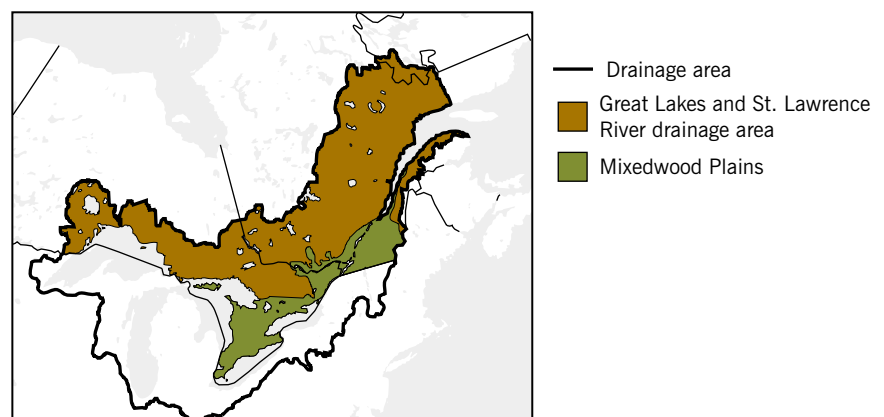 Drainage area
Great Lakes and St. Lawrence
River drainage area
Mixedwood Plains